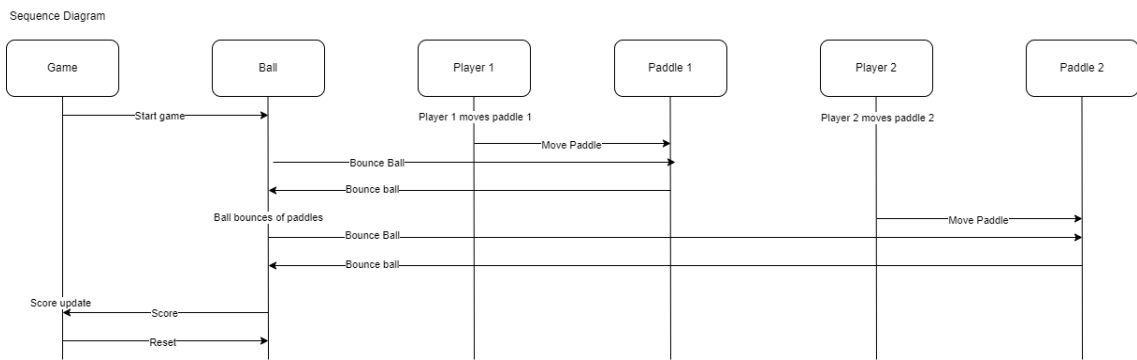 Sequence Diagram
Game
Ball
Player 1
Paddle 1
Player 2
Paddle 2
Start game
Player 1 moves paddle 1
Player 2 moves paddle 2
Move Paddle
Bounce Ball
Bounce ball
Ball bounces of paddles
Move Paddle
Bounce Ball
Bounce ball
Score update
Score
Reset